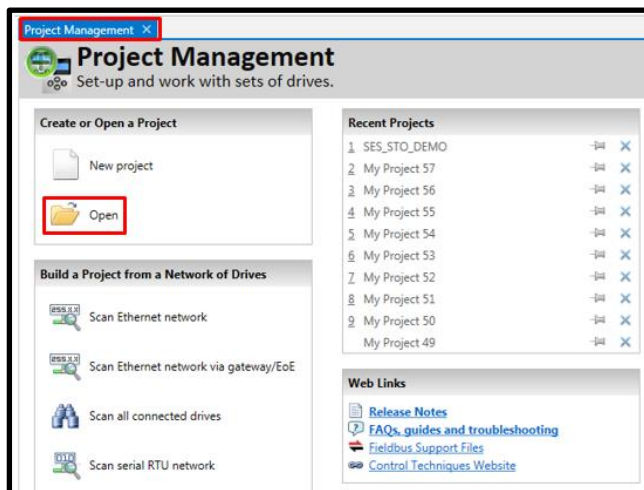 Project Management ✕
Project Management
Set-up and work with sets of drives.
Create or Open a Project
New project
Open
Build a Project from a Network of Drives
Scan Ethernet network
Scan Ethernet network via gateway/EoE
Scan all connected drives
Scan serial RTU network
Recent Projects
1 SES_STO_DEMO
2 My Project 57
3 My Project 56
4 My Project 55
5 My Project 54
6 My Project 53
7 My Project 52
8 My Project 51
9 My Project 50
My Project 49
Web Links
Release Notes
FAQs, guides and troubleshooting
Fieldbus Support Files
Control Techniques Website